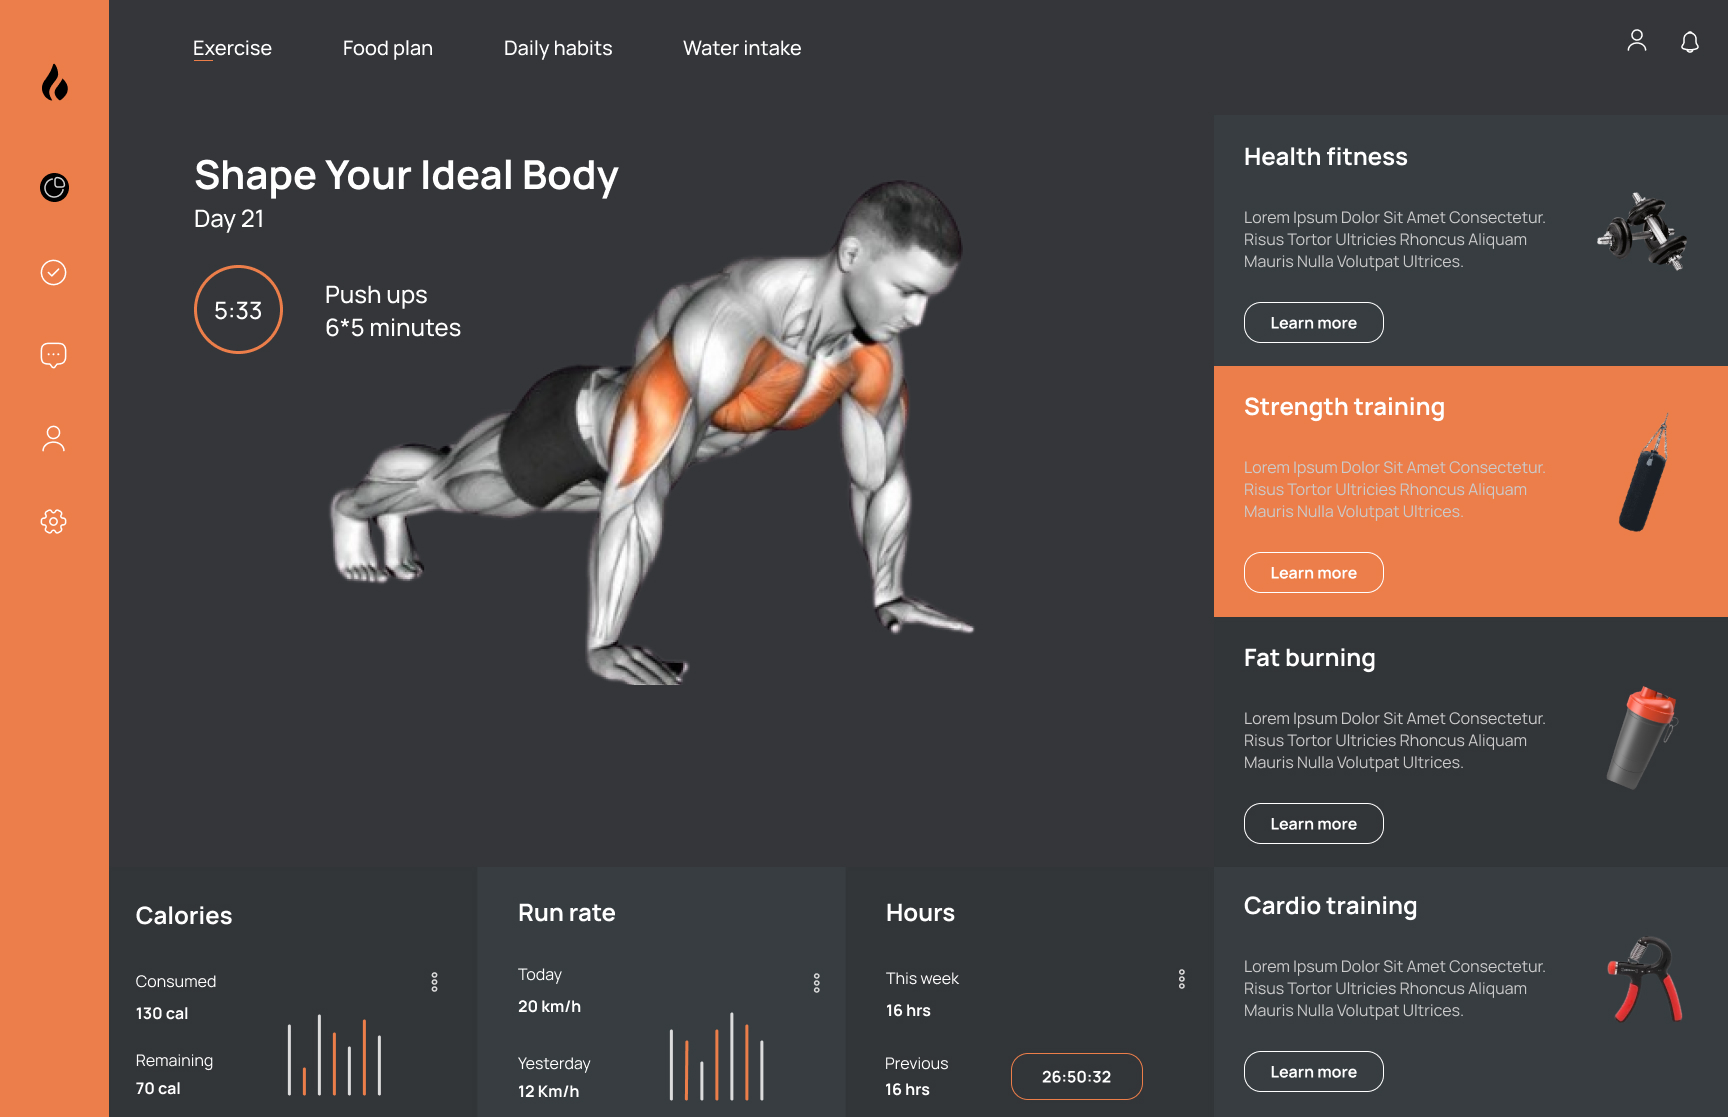 Exercise
Food plan
Daily habits
Water intake
Shape Your Ideal Body
Day 21
5:33
Push ups
6*5 minutes
Health fitness
Lorem Ipsum Dolor Sit Amet Consectetur.
Risus Tortor Ultricies Rhoncus Aliquam
Mauris Nulla Volutpat Ultrices.
Learn more
Strength training
Lorem Ipsum Dolor Sit Amet Consectetur.
Risus Tortor Ultricies Rhoncus Aliquam
Mauris Nulla Volutpat Ultrices.
Learn more
Fat burning
Lorem Ipsum Dolor Sit Amet Consectetur.
Risus Tortor Ultricies Rhoncus Aliquam
Mauris Nulla Volutpat Ultrices.
Learn more
Calories
Consumed
130 cal
Remaining
70 cal
Run rate
Today
20 km/h
Yesterday
12 Km/h
Hours
This week
16 hrs
Previous
16 hrs
26:50:32
Cardio training
Lorem Ipsum Dolor Sit Amet Consectetur.
Risus Tortor Ultricies Rhoncus Aliquam
Mauris Nulla Volutpat Ultrices.
Learn more